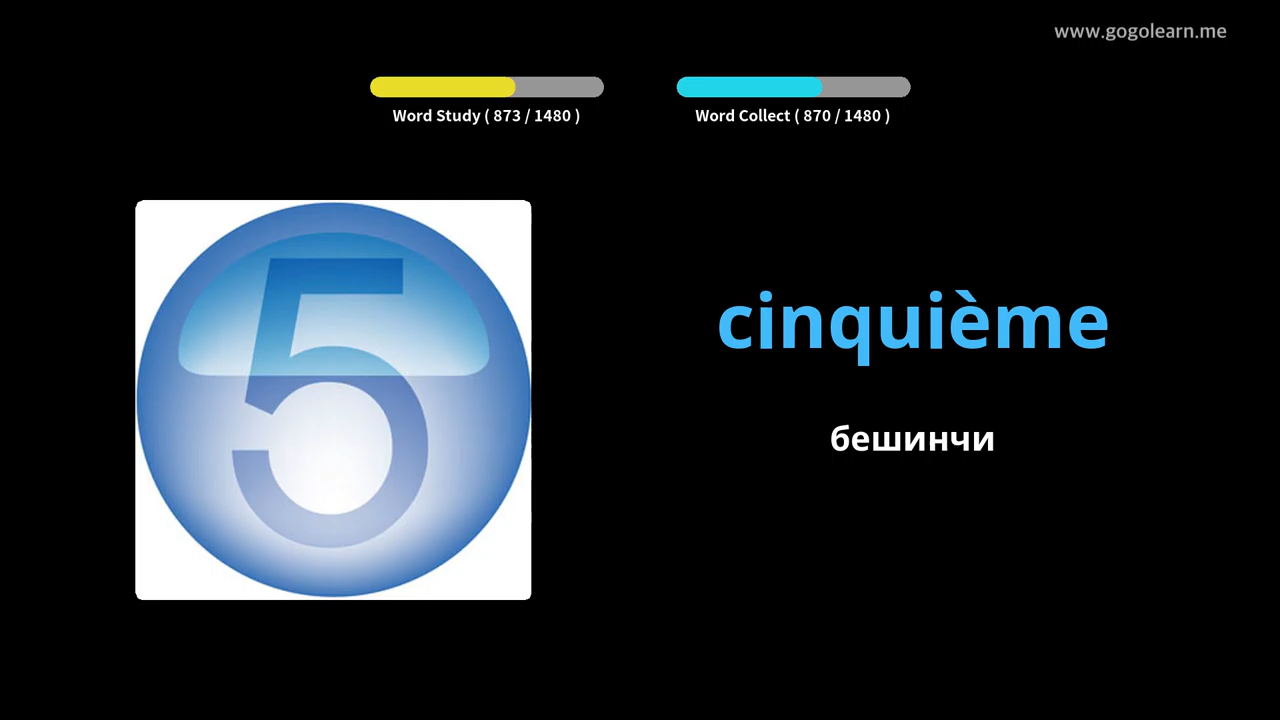 www.gogolearn.me
Word Study ( 873 / 1480 )
Word Collect ( 870 / 1480 )
5
cinquième
бешинчи